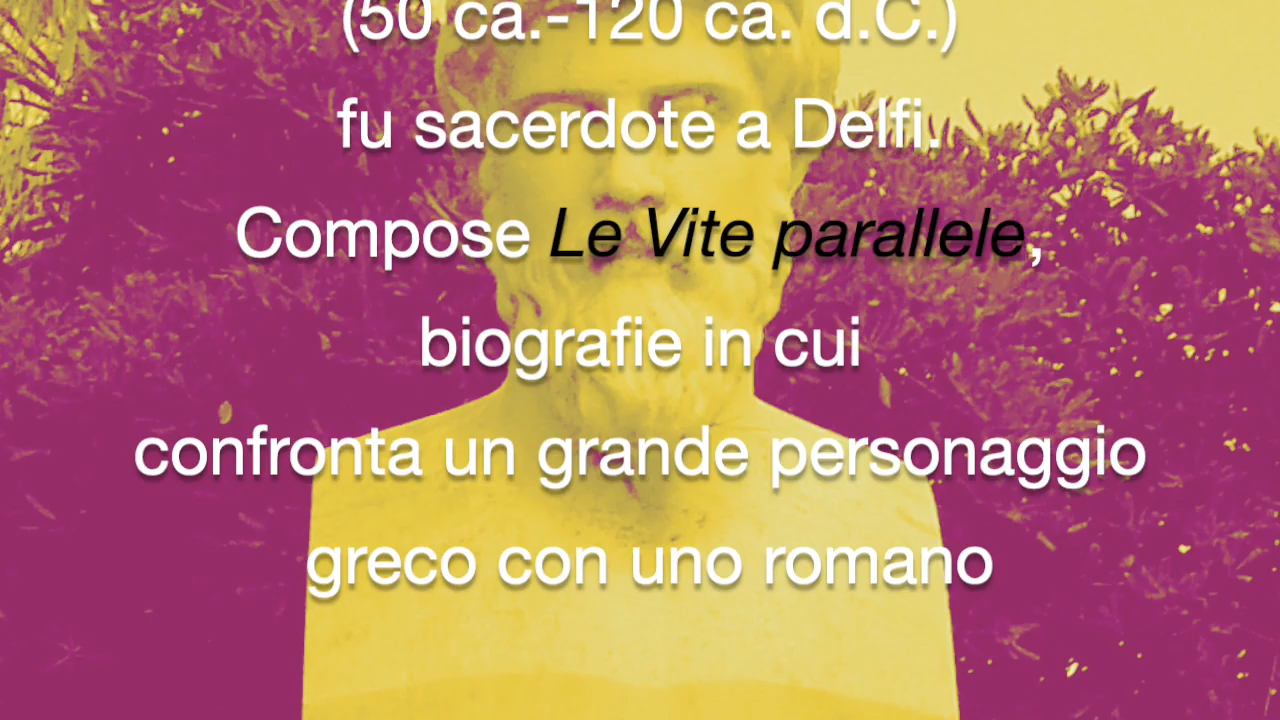 (50 ca.-120 ca. d.C.)
fu sacerdote a Delfi.
Compose Le Vite parallele,
biografie in cui
confronta un grande personaggio
greco con uno romano